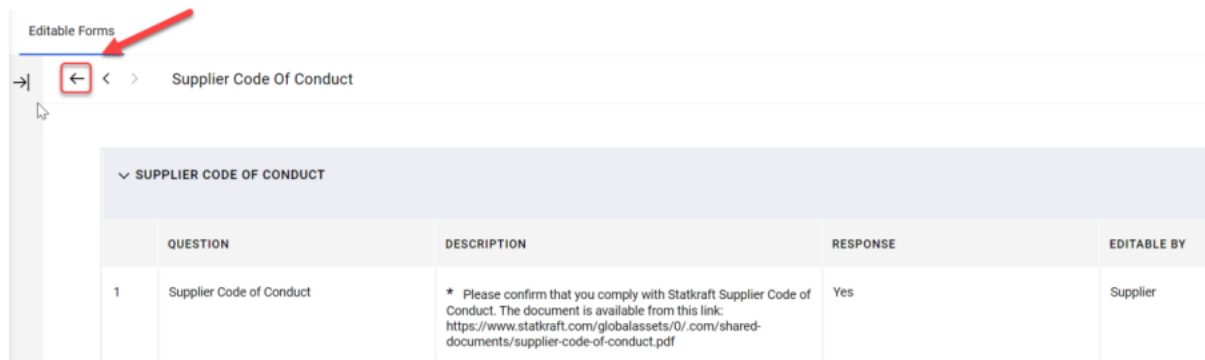 Editable Forms
Supplier Code Of Conduct
SUPPLIER CODE OF CONDUCT
QUESTION DESCRIPTION RESPONSE EDITABLE BY
1 Supplier Code of Conduct * Please confirm that you comply with Statkraft Supplier Code of Yes Supplier
Conduct. The document is available from this link:
https://www.statkraft.com/globalassets/0/.com/shared-
documents/supplier-code-of-conduct.pdf